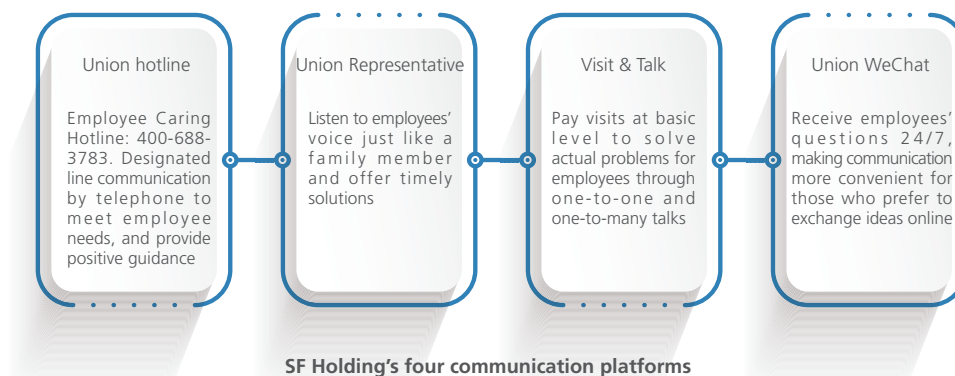 Union hotline
Employee Caring
Hotline: 400-688-
3783. Designated
line communication
by telephone to
meet employee
needs, and provide
positive guidance
Union Representative
Listen to employees’
voice just like a
family member
and offer timely
solutions
Visit & Talk
Pay visits at basic
level to solve
actual problems for
employees through
one-to-one and
one-to-many talks
Union WeChat
Receive employees’
questions 24/7,
making communication
more convenient for
those who prefer to
exchange ideas online
SF Holding’s four communication platforms